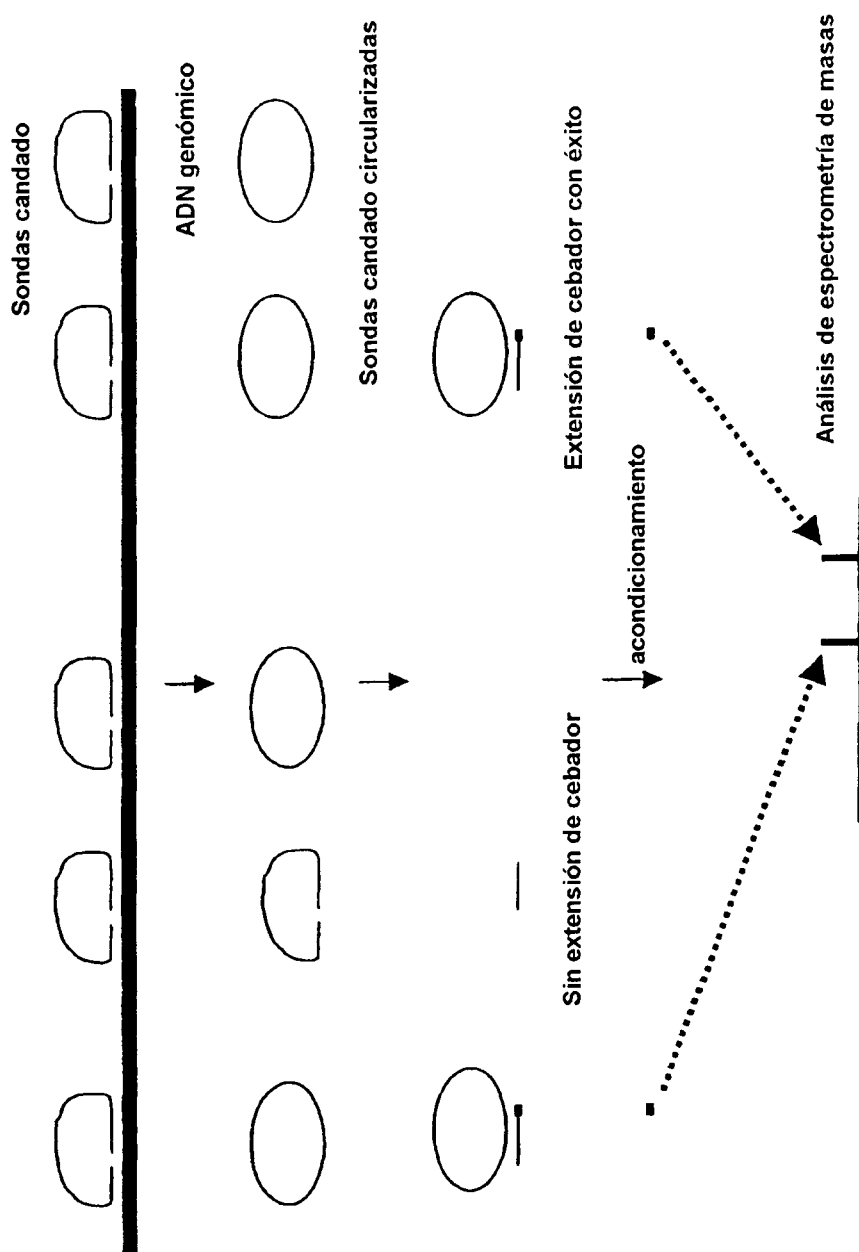 Sondas candado
ADN genómico
Sondas candado circularizadas
Extensión de cebador con éxito
Sin extensión de cebador
acondicionamiento
Análisis de espectrometría de masas